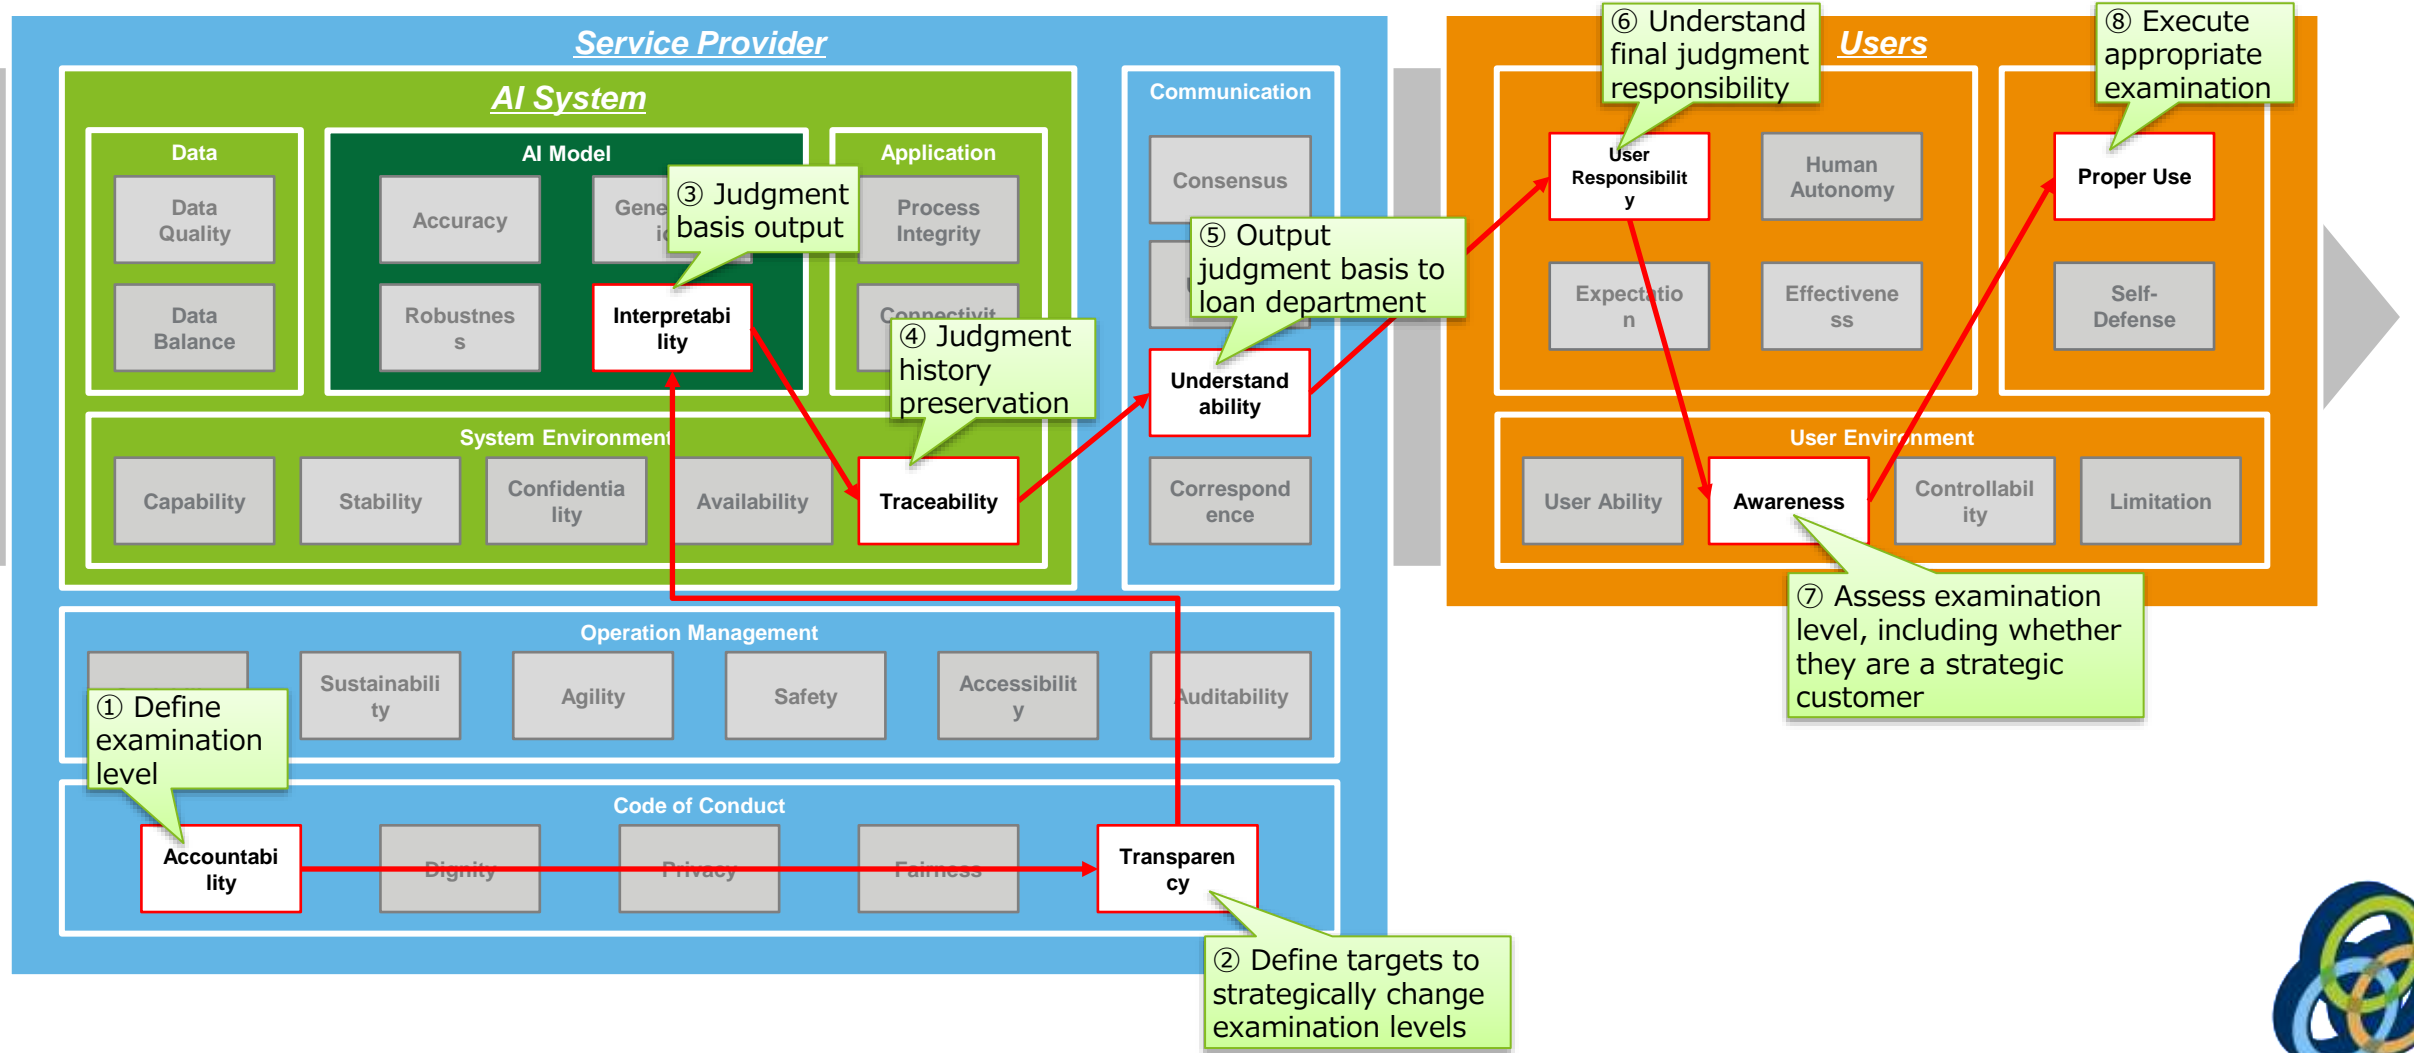 Service Provider
AI System
Data
Data
Quality
Data
Balance
AI Model
Accuracy
Robustnes
s
Interpretabi
lity
③ Judgment
basis output
Application
Process
Integrity
④ Judgment
history
preservation
System Environment
Capability
Stability
Confidentia
lity
Availability
Traceability
Communication
Consensus
⑤ Output
judgment basis to
loan department
Understand
ability
Correspond
ence
Operation Management
Sustainabili
ty
Agility
Safety
Accessibilit
y
Auditability
① Define
examination
level
Code of Conduct
Accountabi
lity
Dignity
Privacy
Fairness
Transparen
cy
② Define targets to
strategically change
examination levels
Users
⑥ Understand
final judgment
responsibility
User
Responsibilit
y
Human
Autonomy
Expectatio
n
Effectivene
ss
⑧ Execute
appropriate
examination
Proper Use
Self-
Defense
User Environment
User Ability
Awareness
Controllabil
ity
Limitation
⑦ Assess examination
level, including whether
they are a strategic
customer